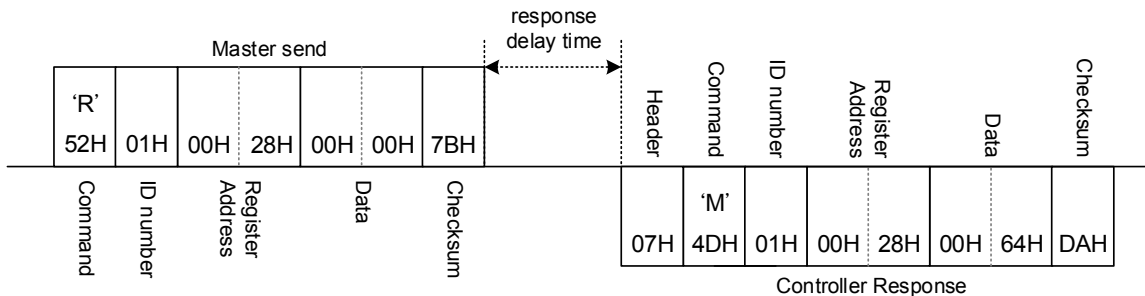 response
delay time
Master send
'R'
52H 01H 00H 28H 00H 00H 7BH
Command
ID number
Register
Address
Data
Checksum
Header
Command
ID number
Register
Address
Data
Checksum
'M'
07H 4DH 01H 00H 28H 00H 64H DAH
Controller Response